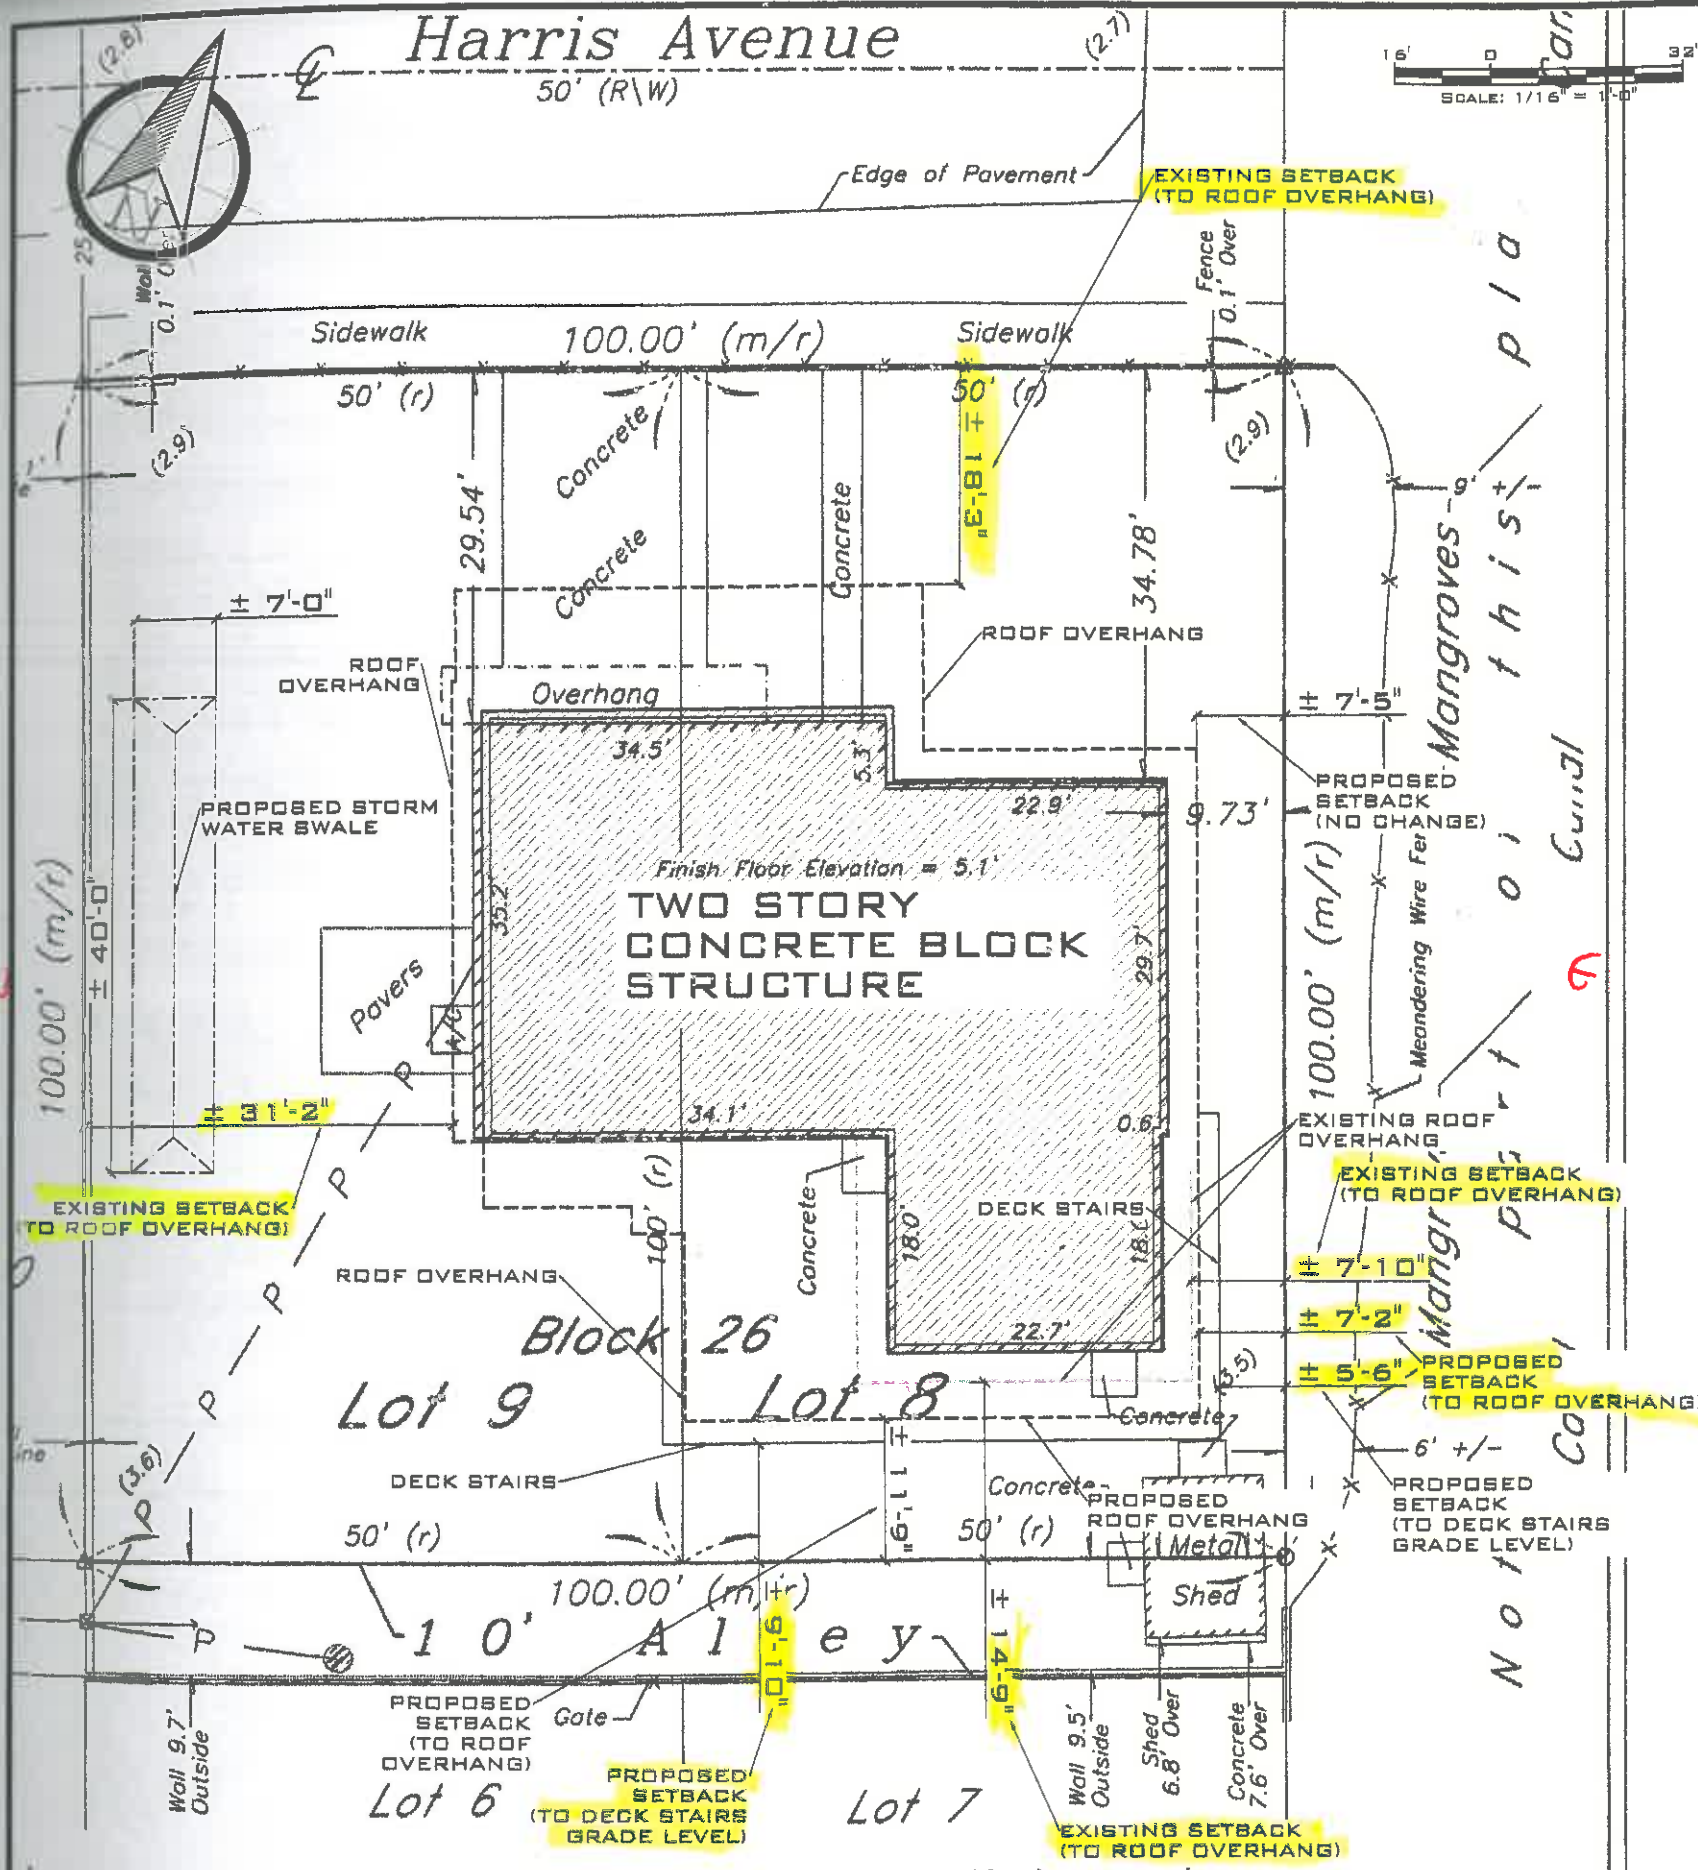 Harris Avenue
50' (R\W)
(2.8)
(2.7)
16' 0 32'
SCALE: 1/16" = 1'-0"
Edge of Pavement
EXISTING SETBACK
(TO ROOF OVERHANG)
Fence
0.1' Over
Sidewalk
100.00' (m/r)
Sidewalk
50' (r)
50' (r)
(2.9)
(2.9)
Concrete
Concrete
Concrete
29.54'
± 18'-3"
34.78'
9' +/-
Mangroves
± 7'-0"
ROOF
OVERHANG
ROOF OVERHANG
Overhang
± 7'-5"
34.5'
5.3'
22.9'
9.73'
PROPOSED
SETBACK
(NO CHANGE)
PROPOSED STORM
WATER SWALE
± 40'-0"
100.00' (m/r)
35.2'
Finish Floor Elevation = 5.1'
TWO STORY
CONCRETE BLOCK
STRUCTURE
29.7'
100.00' (m/r)
Meandering Wire Fe
Pavers
A/C
P
± 31'-2"
34.1'
0.6'
EXISTING ROOF
OVERHANG
EXISTING SETBACK
(TO ROOF OVERHANG)
EXISTING SETBACK
(TO ROOF OVERHANG)
100' (r)
Concrete
DECK STAIRS
18.0'
± 7'-10"
ROOF OVERHANG
Block 26
22.7'
± 7'-2"
Lot 9
Lot 8
(3.5)
± 5'-6"
PROPOSED
SETBACK
(TO ROOF OVERHANG)
Concrete
6' +/-
DECK STAIRS
(3.6)
± 11'-9"
Concrete
PROPOSED
ROOF OVERHANG
PROPOSED
SETBACK
(TO DECK STAIRS
GRADE LEVEL)
50' (r)
50' (r)
Metal
Shed
100.00' (m/r)
10' Alley
± 9'-10"
± 14'-9"
P
PROPOSED
SETBACK
(TO ROOF
OVERHANG)
Gate
Wall 9.7'
Outside
Wall 9.5'
Outside
Shed
6.8' Over
Concrete
7.6' Over
PROPOSED
SETBACK
(TO DECK STAIRS
GRADE LEVEL)
Lot 6
Lot 7
EXISTING SETBACK
(TO ROOF OVERHANG)
Canal